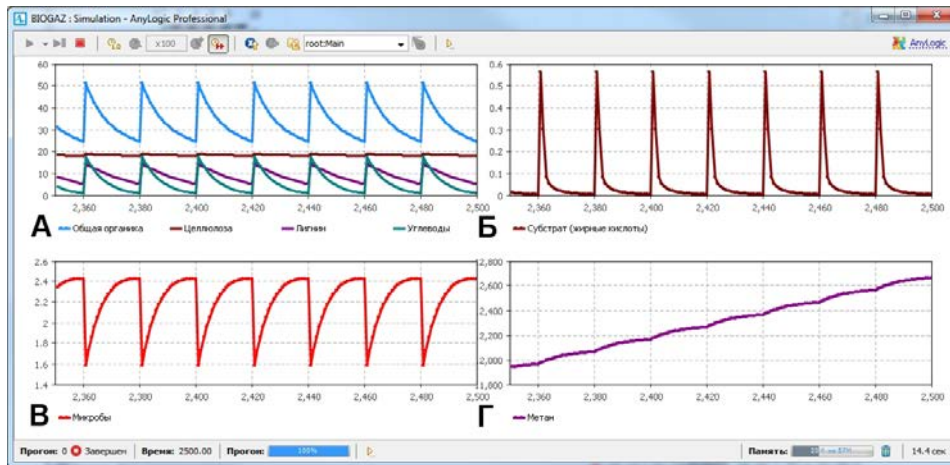 BIOGAZ : Simulation - AnyLogic Professional
x100 root:Main AnyLogic
60
50
40
30
20
10
0
2,360 2,380 2,400 2,420 2,440 2,460 2,480 2,500
А Общая органика Целлюлоза Лигнин Углеводы
0.6
0.5
0.4
0.3
0.2
0.1
0
2,360 2,380 2,400 2,420 2,440 2,460 2,480 2,500
Б Субстрат (жирные кислоты)
2.6
2.4
2.2
2
1.8
1.6
1.4
2,360 2,380 2,400 2,420 2,440 2,460 2,480 2,500
В Микробы
2,800
2,600
2,400
2,200
2,000
1,800
2,360 2,380 2,400 2,420 2,440 2,460 2,480 2,500
Г Метан
Прогон: 0 Завершен Время: 2500.00 Прогон: 100% Память: 14.4 сек